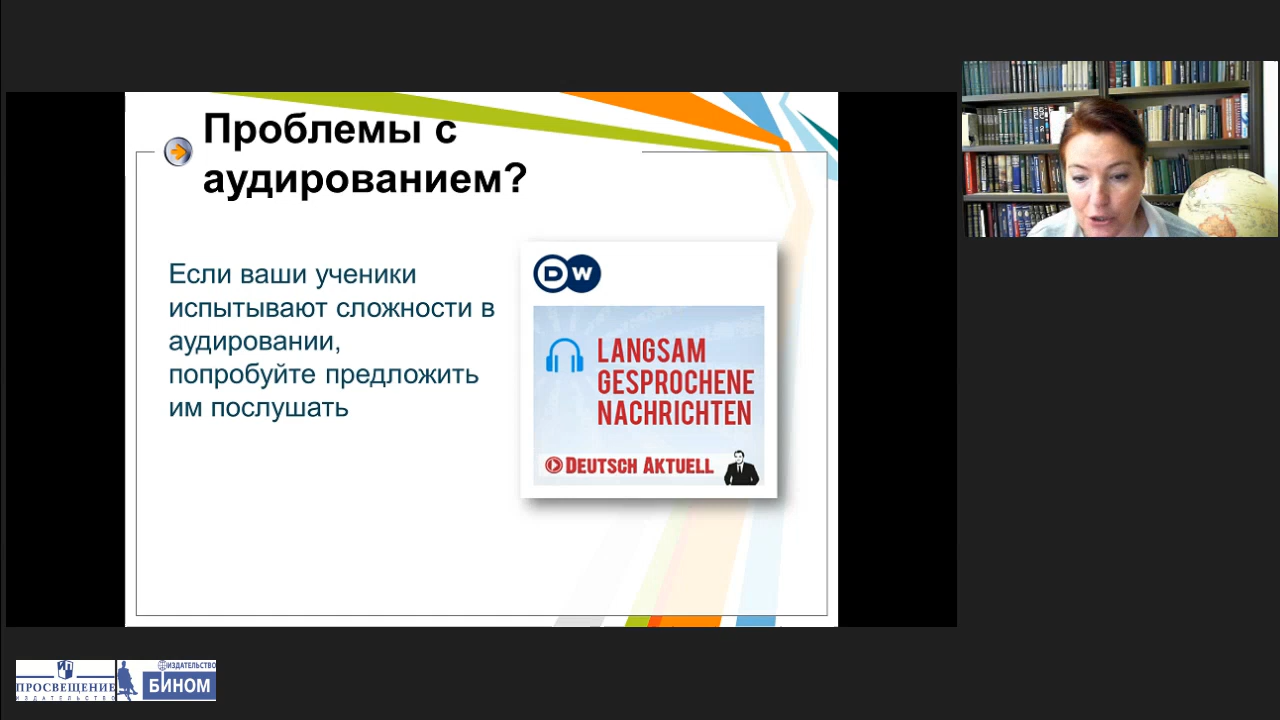 Проблемы с
аудированием?
Если ваши ученики
испытывают сложности в
аудировании,
попробуйте предложить
им послушать
DW
LANGSAM
GESPROCHENE
NACHRICHTEN
DEUTSCH AKTUELL
ПРОСВЕЩЕНИЕ
ИЗДАТЕЛЬСТВО
ИЗДАТЕЛЬСТВО
БИНОМ